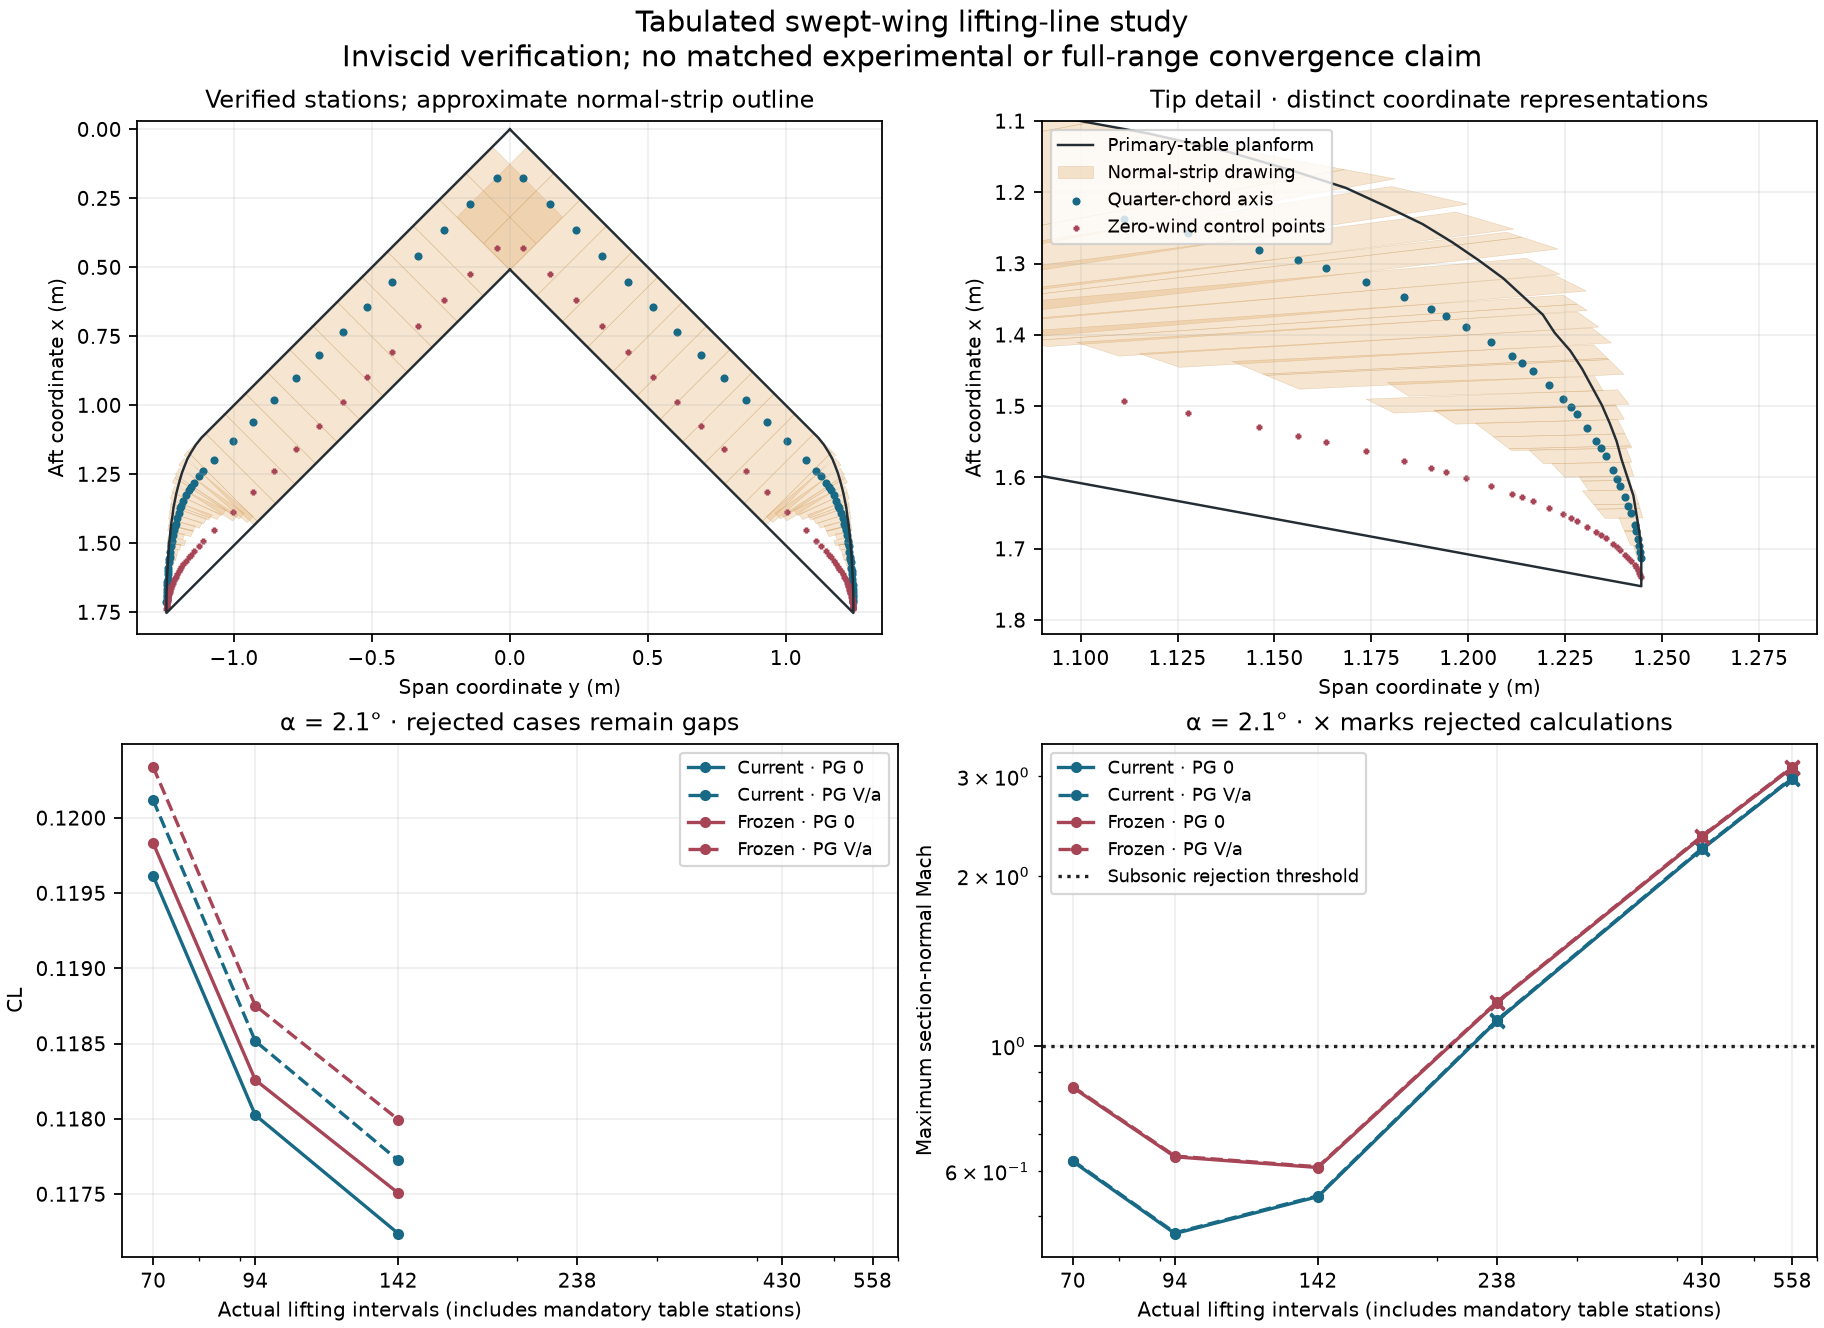 Tabulated swept-wing lifting-line study
Inviscid verification; no matched experimental or full-range convergence claim
Verified stations; approximate normal-strip outline
0.00
0.25
0.50
0.75
1.00
1.25
1.50
1.75
Aft coordinate x (m)
−1.0
−0.5
0.0
0.5
1.0
Span coordinate y (m)
Tip detail · distinct coordinate representations
Primary-table planform
Normal-strip drawing
Quarter-chord axis
Zero-wind control points
1.1
1.2
1.3
1.4
1.5
1.6
1.7
1.8
Aft coordinate x (m)
1.100
1.125
1.150
1.175
1.200
1.225
1.250
1.275
Span coordinate y (m)
α = 2.1° · rejected cases remain gaps
Current · PG 0
Current · PG V/a
Frozen · PG 0
Frozen · PG V/a
0.1200
0.1195
0.1190
0.1185
0.1180
0.1175
CL
70
94
142
238
430
558
Actual lifting intervals (includes mandatory table stations)
α = 2.1° · × marks rejected calculations
Current · PG 0
Current · PG V/a
Frozen · PG 0
Frozen · PG V/a
Subsonic rejection threshold
3 × 10⁰
2 × 10⁰
10⁰
6 × 10⁻¹
Maximum section-normal Mach
70
94
142
238
430
558
Actual lifting intervals (includes mandatory table stations)